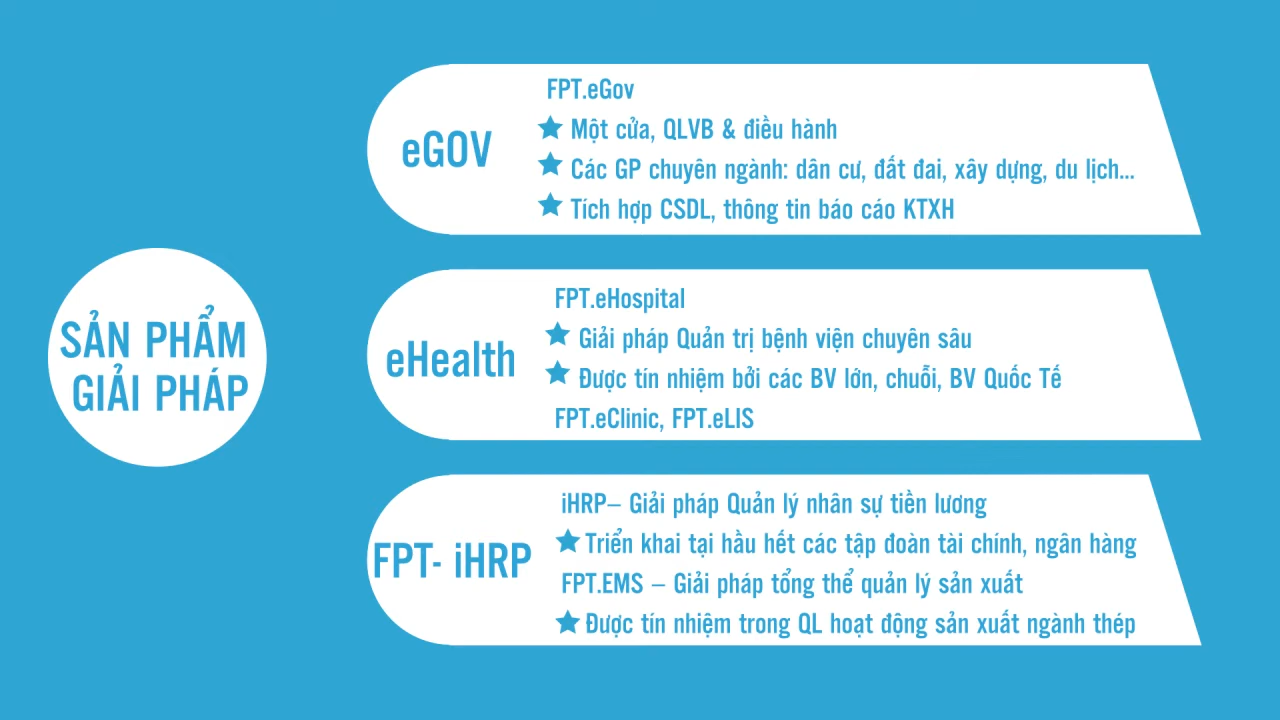 SẢN PHẨM
GIẢI PHÁP
eGOV
FPT.eGov
★ Một cửa, QLVB & điều hành
★ Các GP chuyên ngành: dân cư, đất đai, xây dựng, du lịch...
★ Tích hợp CSDL, thông tin báo cáo KTXH
eHealth
FPT.eHospital
★ Giải pháp Quản trị bệnh viện chuyên sâu
★ Được tín nhiệm bởi các BV lớn, chuỗi, BV Quốc Tế
FPT.eClinic, FPT.eLIS
FPT- iHRP
iHRP– Giải pháp Quản lý nhân sự tiền lương
★ Triển khai tại hầu hết các tập đoàn tài chính, ngân hàng
FPT.EMS – Giải pháp tổng thể quản lý sản xuất
★ Được tín nhiệm trong QL hoạt động sản xuất ngành thép